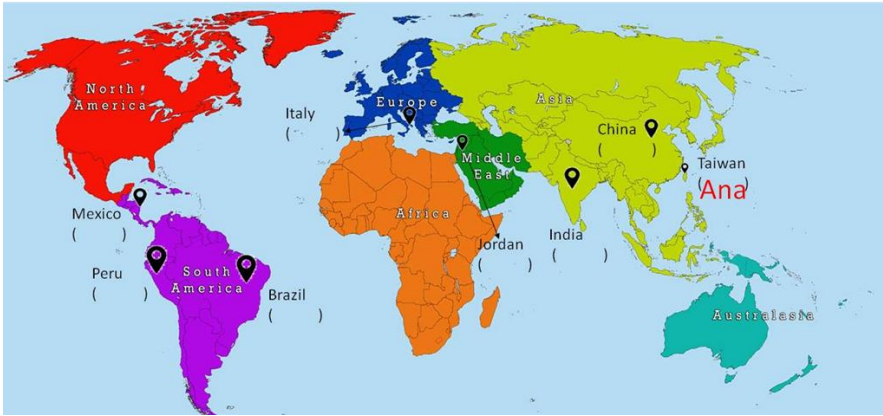 North
America
Italy
(          )
Europe
Asia
China
(          )
Middle
East
Taiwan
(          )
Ana
Mexico
(          )
Africa
Peru
(          )
South
America
Brazil
(          )
Jordan
(          )
India
(          )
Australasia